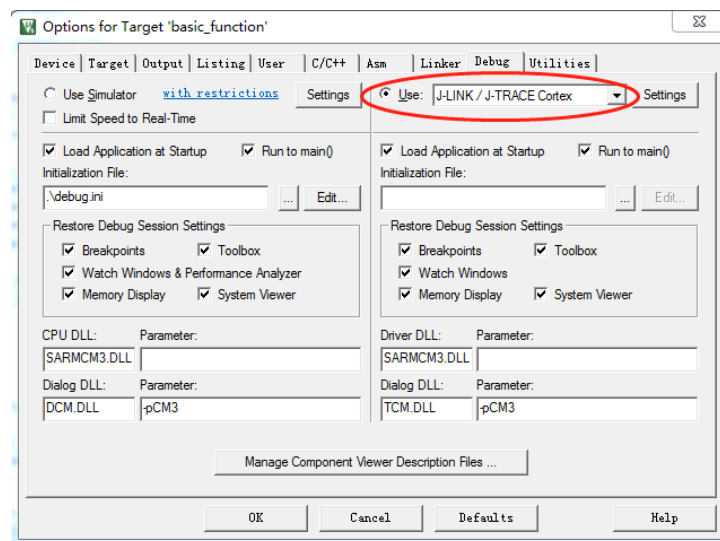 Options for Target 'basic_function'
Device Target Output Listing User C/C++ Asm Linker Debug Utilities
Use Simulator with restrictions Settings Use: J-LINK / J-TRACE Cortex Settings
Limit Speed to Real-Time
Load Application at Startup Run to main() Load Application at Startup Run to main()
Initialization File: Initialization File:
.\debug.ini ... Edit... ... Edit...
Restore Debug Session Settings Restore Debug Session Settings
Breakpoints Toolbox Breakpoints Toolbox
Watch Windows & Performance Analyzer Watch Windows
Memory Display System Viewer Memory Display System Viewer
CPU DLL: Parameter: Driver DLL: Parameter:
SARMCM3.DLL SARMCM3.DLL
Dialog DLL: Parameter: Dialog DLL: Parameter:
DCM.DLL -pCM3 TCM.DLL -pCM3
Manage Component Viewer Description Files ...
OK Cancel Defaults Help